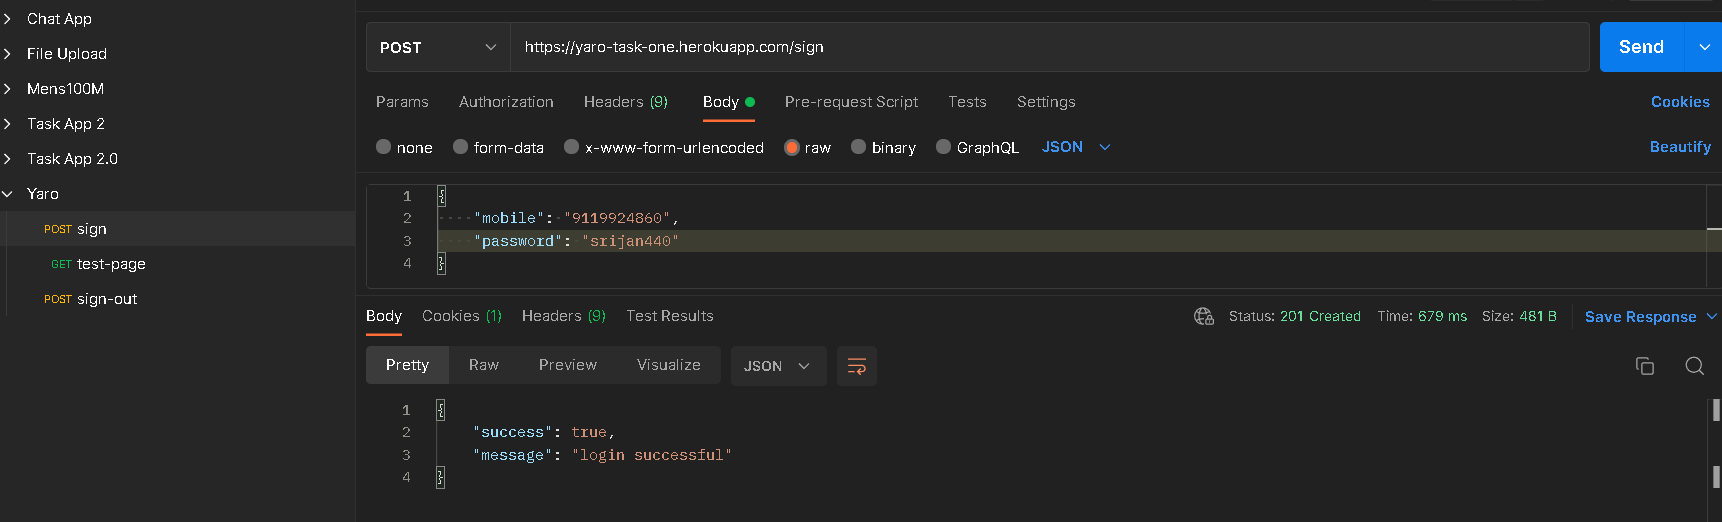 Chat App
File Upload
Mens100M
Task App 2
Task App 2.0
Yaro
POST sign
GET test-page
POST sign-out
POST https://yaro-task-one.herokuapp.com/sign Send
Params Authorization Headers (9) Body Pre-request Script Tests Settings Cookies
none form-data x-www-form-urlencoded raw binary GraphQL JSON Beautify
1 {
2 "mobile": "9119924860",
3 "password": "srijan440"
4 }
Body Cookies (1) Headers (9) Test Results Status: 201 Created Time: 679 ms Size: 481 B Save Response
Pretty Raw Preview Visualize JSON
1 {
2 "success": true,
3 "message": "login successful"
4 }